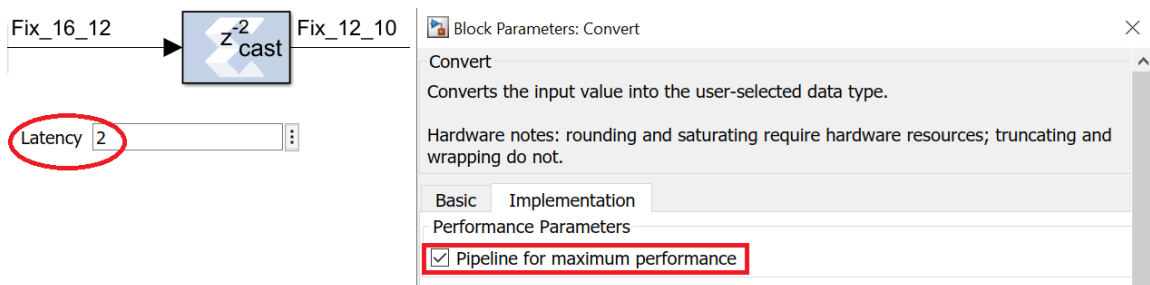 Fix_16_12
z-2
cast
Fix_12_10
Latency 2
Block Parameters: Convert
Convert
Converts the input value into the user-selected data type.
Hardware notes: rounding and saturating require hardware resources; truncating and
wrapping do not.
Basic Implementation
Performance Parameters
Pipeline for maximum performance